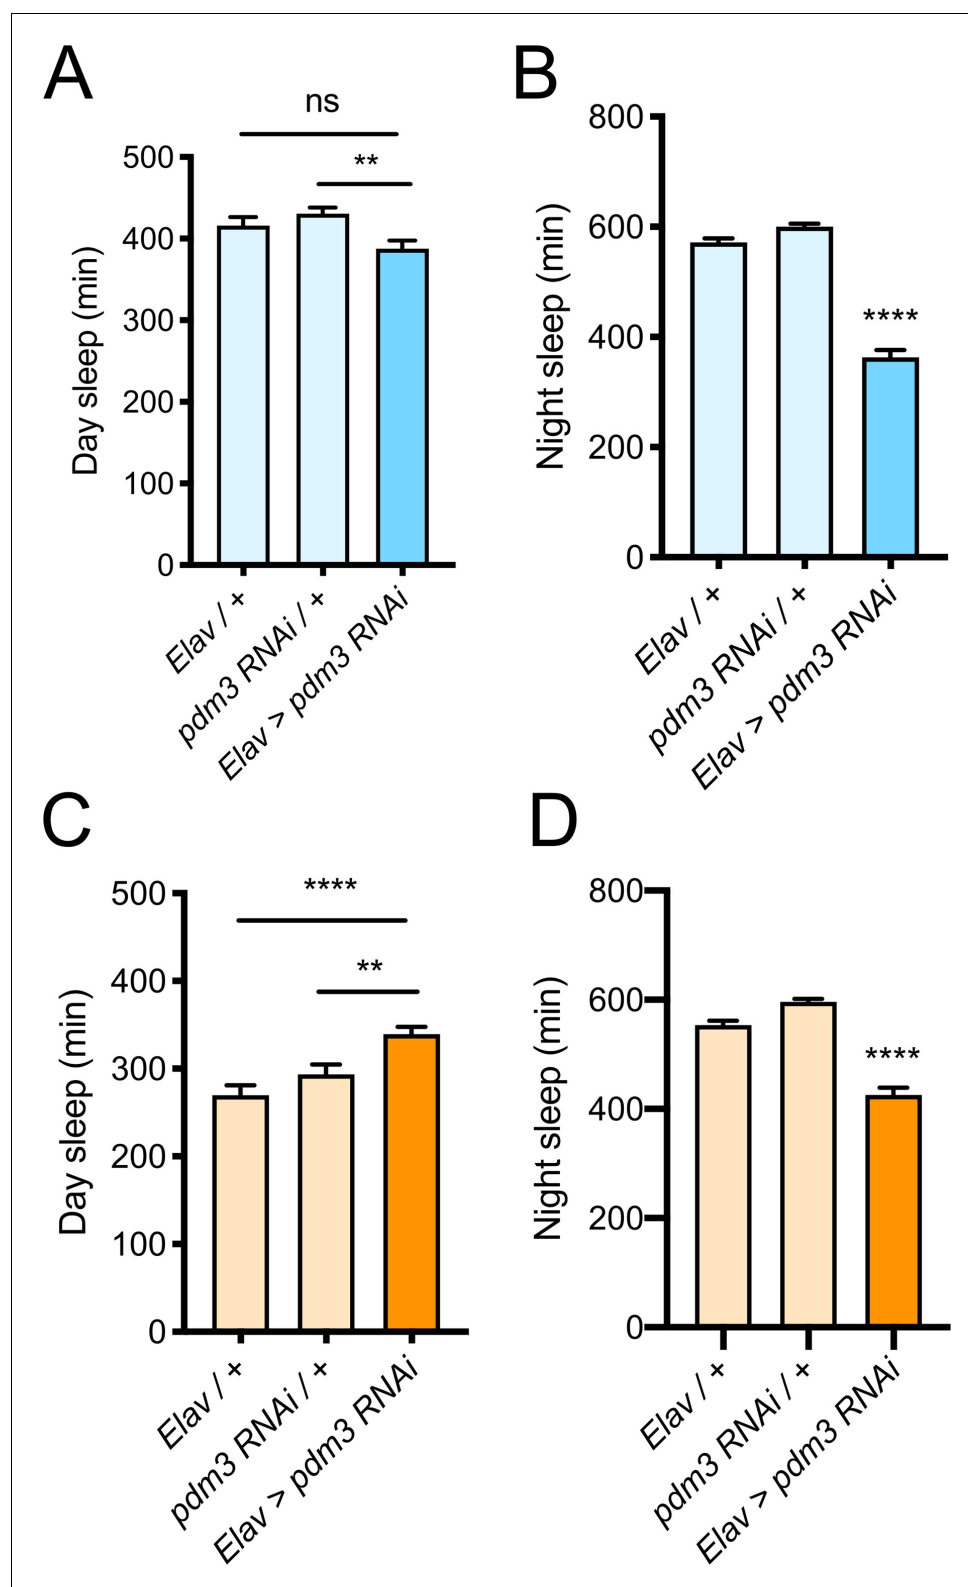 A
ns
**
Day sleep (min)
500
400
300
200
100
0
Elav / +
pdm3 RNAi / +
Elav > pdm3 RNAi
B
Night sleep (min)
800
600
400
200
0
****
Elav / +
pdm3 RNAi / +
Elav > pdm3 RNAi
C
****
**
Day sleep (min)
500
400
300
200
100
0
Elav / +
pdm3 RNAi / +
Elav > pdm3 RNAi
D
Night sleep (min)
800
600
400
200
0
****
Elav / +
pdm3 RNAi / +
Elav > pdm3 RNAi